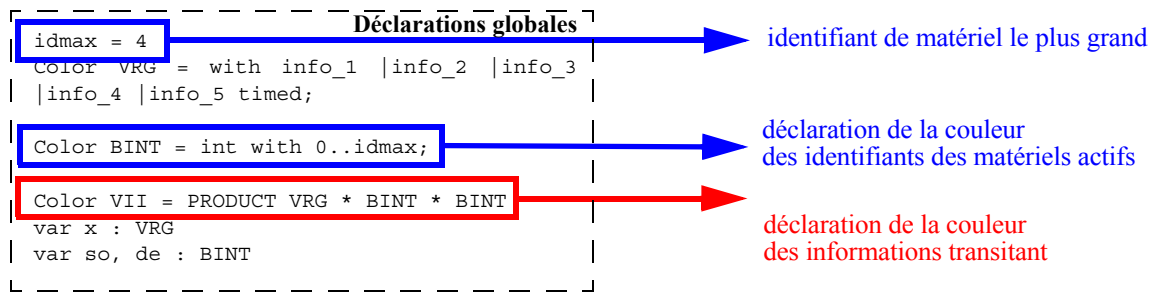 Déclarations globales
idmax = 4
Color VRG = with info_1 |info_2 |info_3
|info_4 |info_5 timed;
Color BINT = int with 0..idmax;
Color VII = PRODUCT VRG * BINT * BINT
var x : VRG
var so, de : BINT
identifiant de matériel le plus grand
déclaration de la couleur
des identifiants des matériels actifs
déclaration de la couleur
des informations transitant